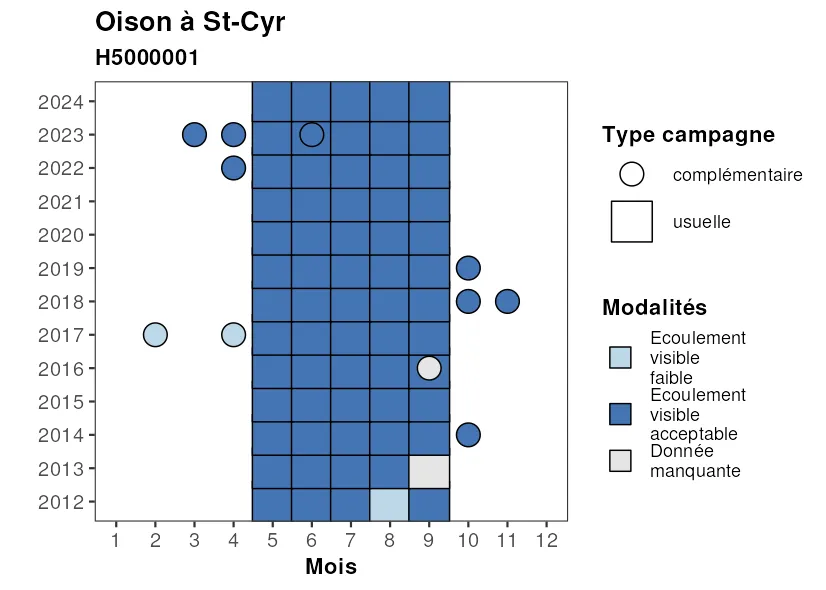 Oison à St-Cyr
H5000001
2024
2023
2022
2021
2020
2019
2018
2017
2016
2015
2014
2013
2012
1 2 3 4 5 6 7 8 9 10 11 12
Mois
Type campagne
complémentaire
usuelle
Modalités
Ecoulement
visible
faible
Ecoulement
visible
acceptable
Donnée
manquante